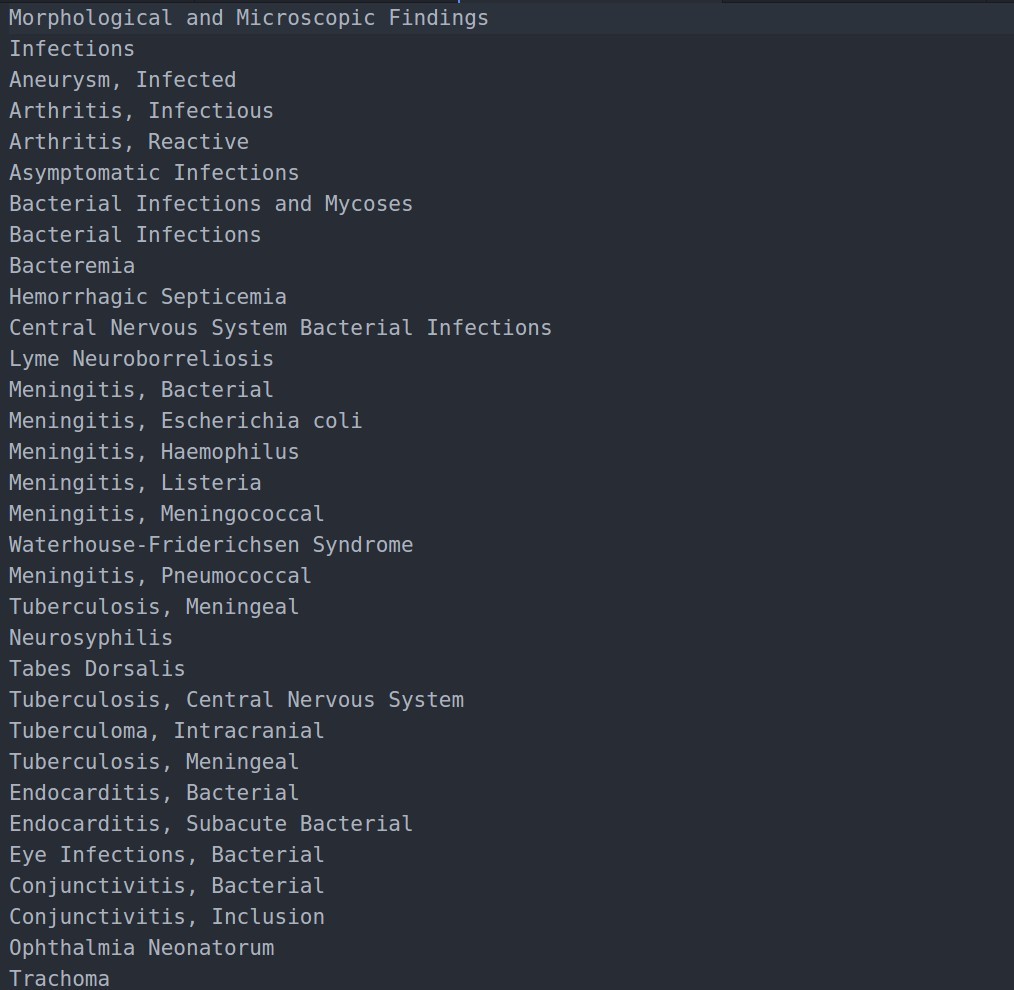 Morphological and Microscopic Findings
Infections
Aneurysm, Infected
Arthritis, Infectious
Arthritis, Reactive
Asymptomatic Infections
Bacterial Infections and Mycoses
Bacterial Infections
Bacteremia
Hemorrhagic Septicemia
Central Nervous System Bacterial Infections
Lyme Neuroborreliosis
Meningitis, Bacterial
Meningitis, Escherichia coli
Meningitis, Haemophilus
Meningitis, Listeria
Meningitis, Meningococcal
Waterhouse-Friderichsen Syndrome
Meningitis, Pneumococcal
Tuberculosis, Meningeal
Neurosyphilis
Tabes Dorsalis
Tuberculosis, Central Nervous System
Tuberculoma, Intracranial
Tuberculosis, Meningeal
Endocarditis, Bacterial
Endocarditis, Subacute Bacterial
Eye Infections, Bacterial
Conjunctivitis, Bacterial
Conjunctivitis, Inclusion
Ophthalmia Neonatorum
Trachoma